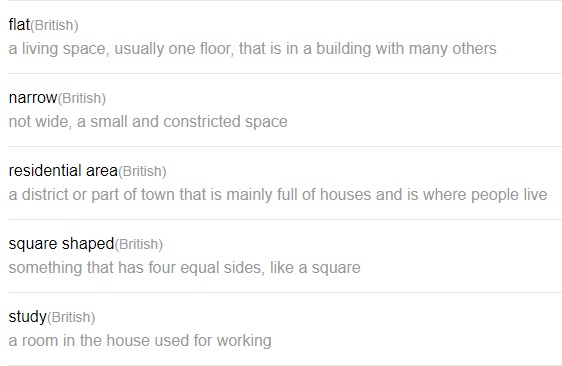 flat(British)
a living space, usually one floor, that is in a building with many others
narrow(British)
not wide, a small and constricted space
residential area(British)
a district or part of town that is mainly full of houses and is where people live
square shaped(British)
something that has four equal sides, like a square
study(British)
a room in the house used for working